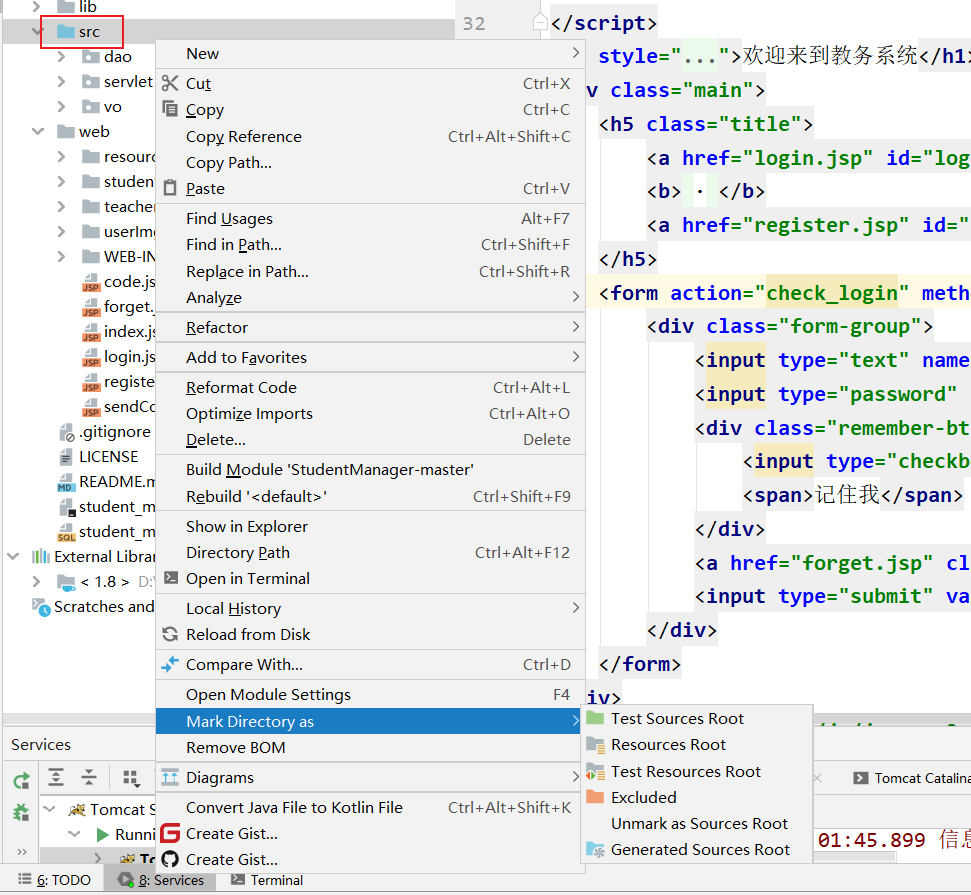 lib
src
dao
servlet
vo
web
resourc
studen
teache
userIm
WEB-IN
code.js
forget.
index.js
login.js
registe
sendCo
.gitignore
LICENSE
README.m
student_m
student_m
External Librar
< 1.8 > D:\
Scratches and
New
Cut Ctrl+X
Copy Ctrl+C
Copy Reference Ctrl+Alt+Shift+C
Copy Path...
Paste Ctrl+V
Find Usages Alt+F7
Find in Path... Ctrl+Shift+F
Replace in Path... Ctrl+Shift+R
Analyze
Refactor
Add to Favorites
Reformat Code Ctrl+Alt+L
Optimize Imports Ctrl+Alt+O
Delete... Delete
Build Module 'StudentManager-master'
Rebuild '<default>' Ctrl+Shift+F9
Show in Explorer
Directory Path Ctrl+Alt+F12
Open in Terminal
Local History
Reload from Disk
Compare With... Ctrl+D
Open Module Settings F4
Mark Directory as
Remove BOM
Diagrams
Convert Java File to Kotlin File Ctrl+Alt+Shift+K
Create Gist...
Create Gist...
Test Sources Root
Resources Root
Test Resources Root
Excluded
Unmark as Sources Root
Generated Sources Root
32
</script>
style="...">欢迎来到教务系统</h1>
v class="main">
<h5 class="title">
<a href="login.jsp" id="log
<b> · </b>
<a href="register.jsp" id="
</h5>
<form action="check_login" meth
<div class="form-group">
<input type="text" name
<input type="password"
<div class="remember-bt
<input type="checkb
<span>记住我</span>
</div>
<a href="forget.jsp" cl
<input type="submit" va
</div>
</form>
iv>
Services
Tomcat S
Runni
To
Tomcat Catalina
01:45.899 信息
6: TODO
8: Services
Terminal